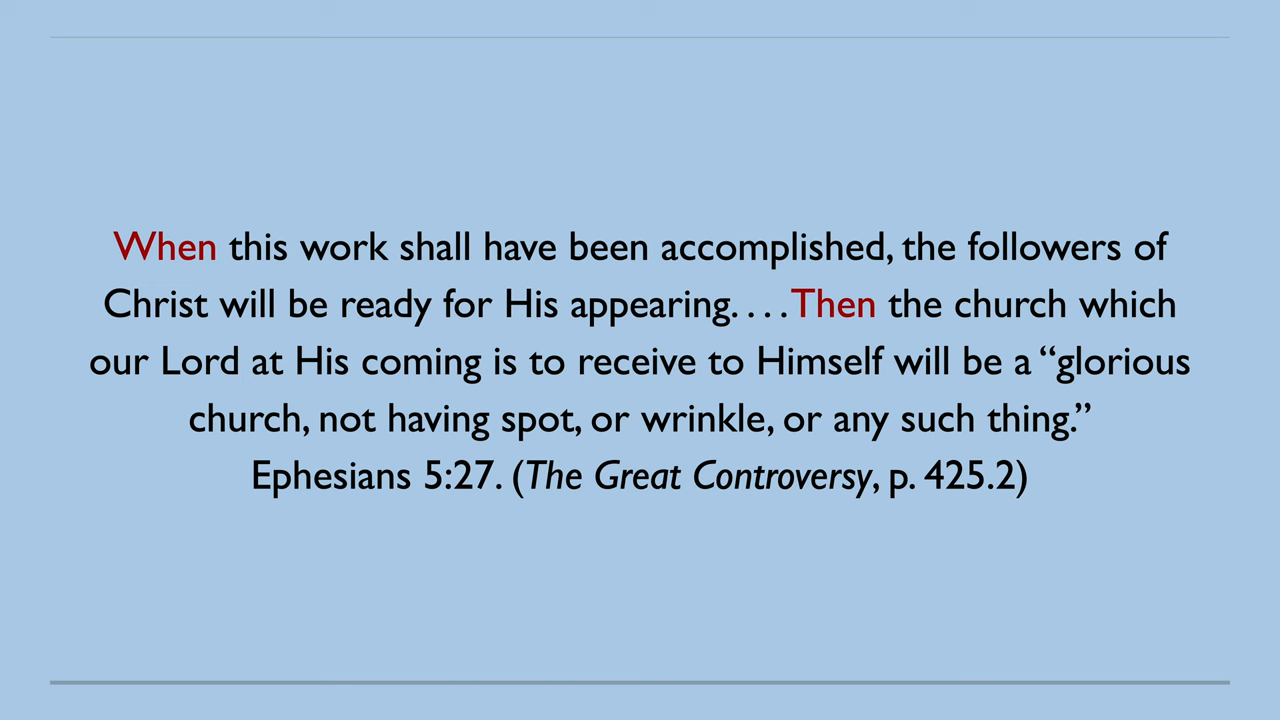 When this work shall have been accomplished, the followers of
Christ will be ready for His appearing. . . . Then the church which
our Lord at His coming is to receive to Himself will be a “glorious
church, not having spot, or wrinkle, or any such thing.”
Ephesians 5:27. (The Great Controversy, p. 425.2)